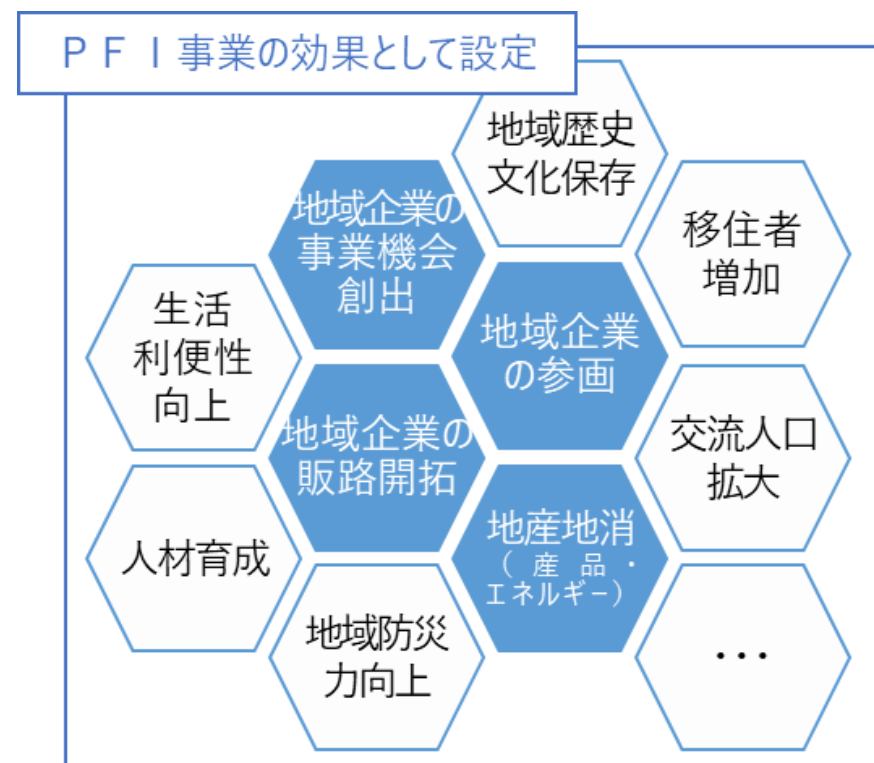 ＰＦＩ事業の効果として設定
地域歴史
文化保存
地域企業の
事業機会
創出
移住者
増加
生活
利便性
向上
地域企業
の参画
地域企業の
販路開拓
交流人口
拡大
人材育成
地産地消
（産品・
エネルギー）
地域防災
力向上
・・・